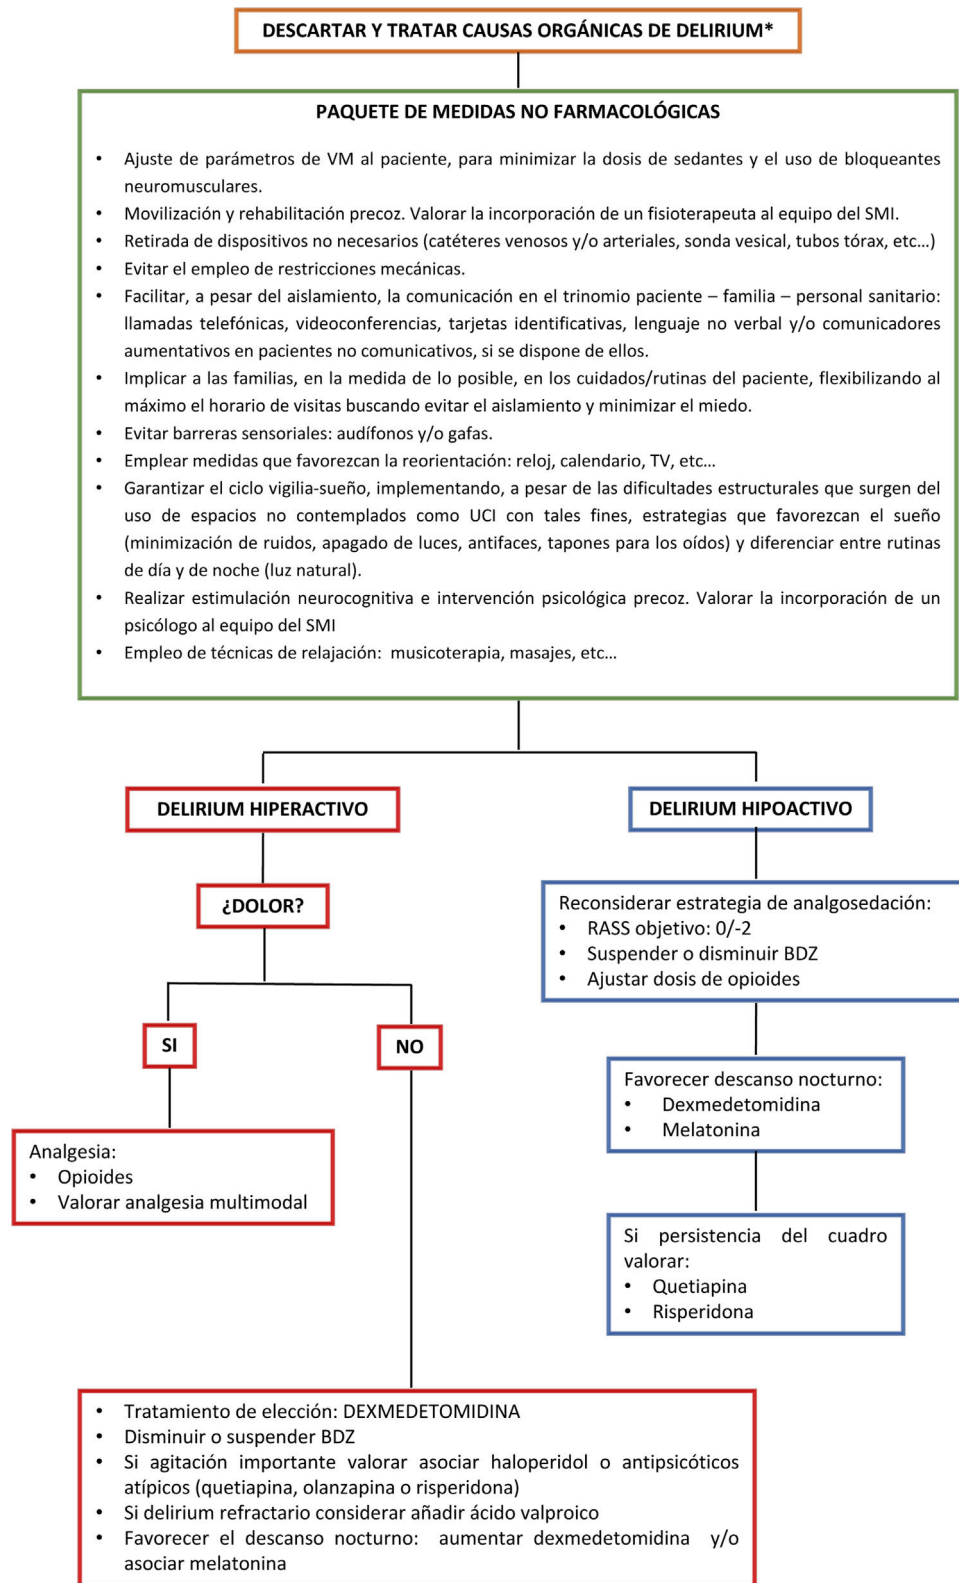 DESCARTAR Y TRATAR CAUSAS ORGÁNICAS DE DELIRIUM*
PAQUETE DE MEDIDAS NO FARMACOLÓGICAS
• Ajuste de parámetros de VM al paciente, para minimizar la dosis de sedantes y el uso de bloqueantes
neuromusculares.
• Movilización y rehabilitación precoz. Valorar la incorporación de un fisioterapeuta al equipo del SMI.
• Retirada de dispositivos no necesarios (catéteres venosos y/o arteriales, sonda vesical, tubos tórax, etc…)
• Evitar el empleo de restricciones mecánicas.
• Facilitar, a pesar del aislamiento, la comunicación en el trinomio paciente – familia – personal sanitario:
llamadas telefónicas, videoconferencias, tarjetas identificativas, lenguaje no verbal y/o comunicadores
aumentativos en pacientes no comunicativos, si se dispone de ellos.
• Implicar a las familias, en la medida de lo posible, en los cuidados/rutinas del paciente, flexibilizando al
máximo el horario de visitas buscando evitar el aislamiento y minimizar el miedo.
• Evitar barreras sensoriales: audífonos y/o gafas.
• Emplear medidas que favorezcan la reorientación: reloj, calendario, TV, etc…
• Garantizar el ciclo vigilia-sueño, implementando, a pesar de las dificultades estructurales que surgen del
uso de espacios no contemplados como UCI con tales fines, estrategias que favorezcan el sueño
(minimización de ruidos, apagado de luces, antifaces, tapones para los oídos) y diferenciar entre rutinas
de día y de noche (luz natural).
• Realizar estimulación neurocognitiva e intervención psicológica precoz. Valorar la incorporación de un
psicólogo al equipo del SMI
• Empleo de técnicas de relajación: musicoterapia, masajes, etc…
DELIRIUM HIPERACTIVO
¿DOLOR?
SI
NO
Analgesia:
• Opioides
• Valorar analgesia multimodal
• Tratamiento de elección: DEXMEDETOMIDINA
• Disminuir o suspender BDZ
• Si agitación importante valorar asociar haloperidol o antipsicóticos
atípicos (quetiapina, olanzapina o risperidona)
• Si delirium refractario considerar añadir ácido valproico
• Favorecer el descanso nocturno: aumentar dexmedetomidina y/o
asociar melatonina
DELIRIUM HIPOACTIVO
Reconsiderar estrategia de analgosedación:
• RASS objetivo: 0/-2
• Suspender o disminuir BDZ
• Ajustar dosis de opioides
Favorecer descanso nocturno:
• Dexmedetomidina
• Melatonina
Si persistencia del cuadro
valorar:
• Quetiapina
• Risperidona